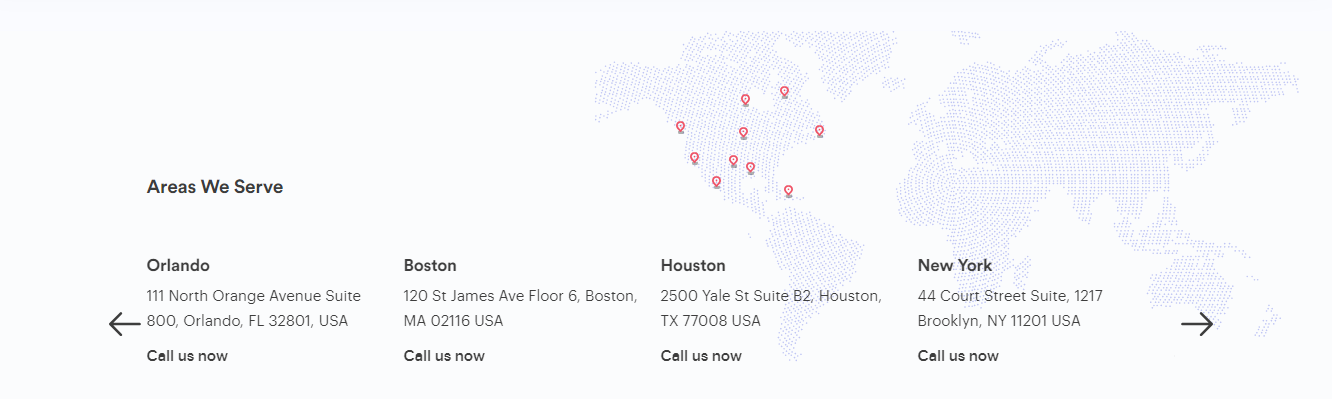 Areas We Serve
Orlando
111 North Orange Avenue Suite
800, Orlando, FL 32801, USA
Call us now
Boston
120 St James Ave Floor 6, Boston,
MA 02116 USA
Call us now
Houston
2500 Yale St Suite B2, Houston,
TX 77008 USA
Call us now
New York
44 Court Street Suite, 1217
Brooklyn, NY 11201 USA
Call us now